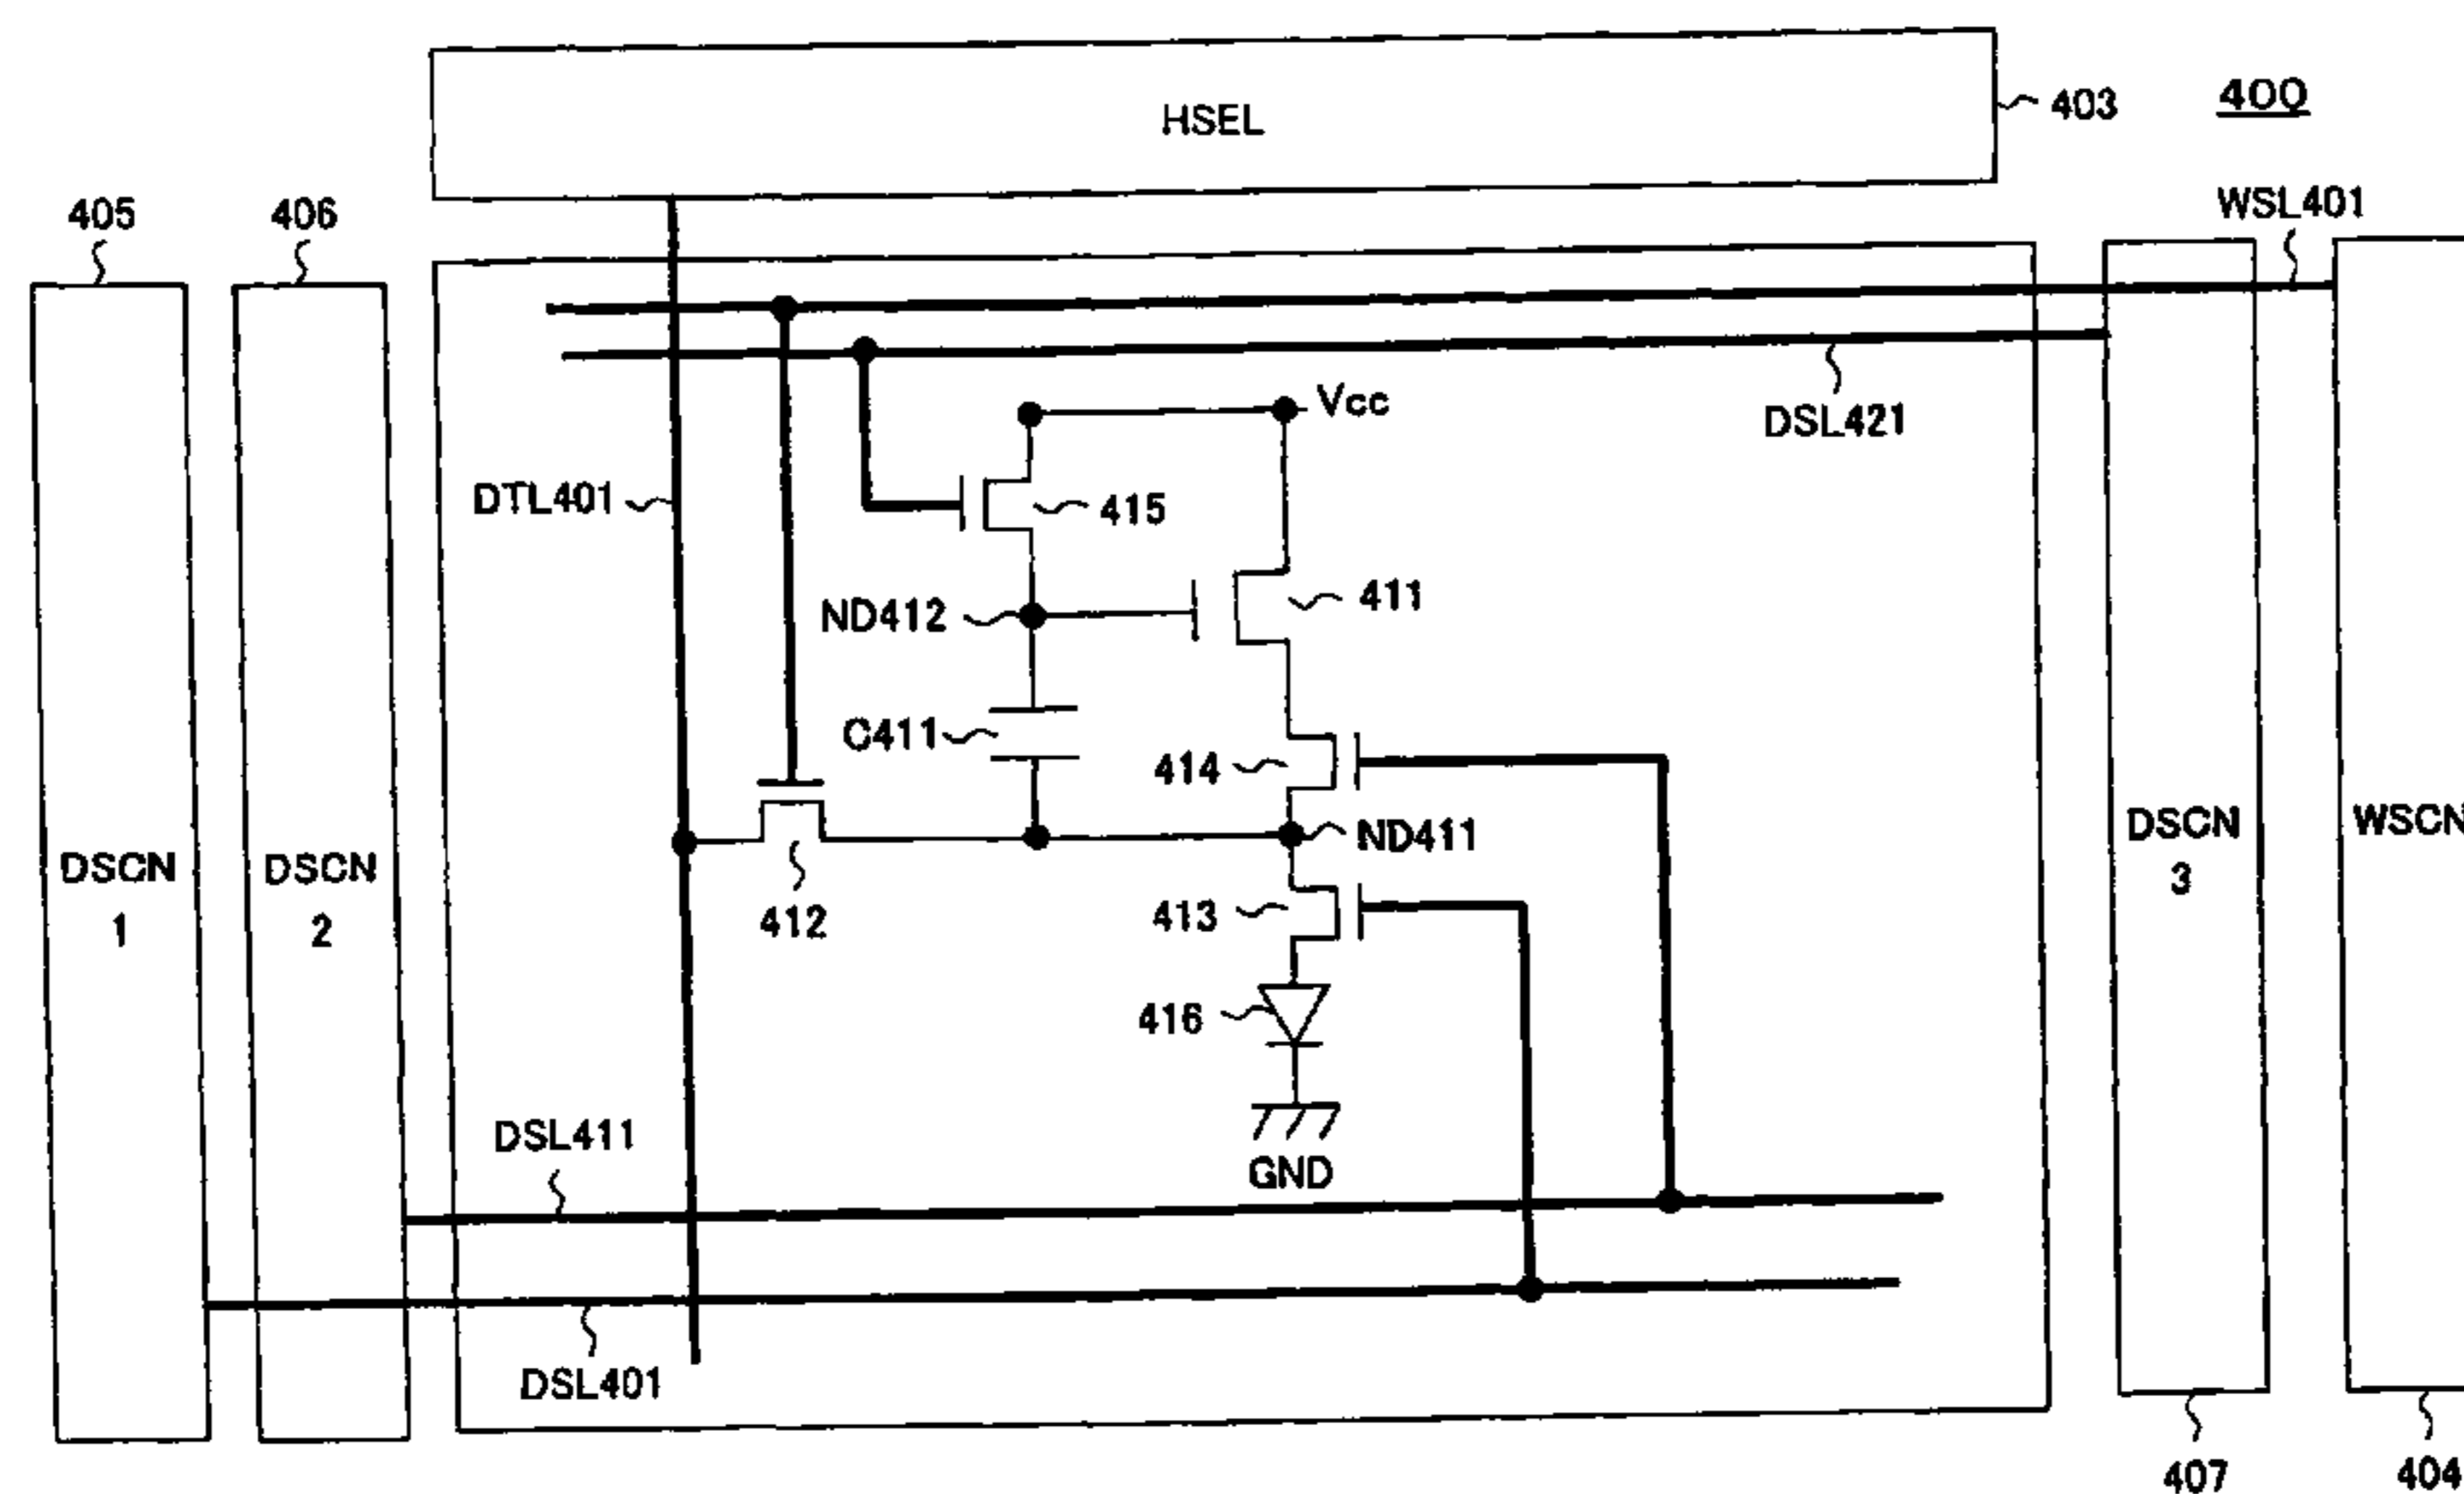 HSEL
403
400
405
406
WSL401
Vcc
DSL421
DTL401
415
ND412
411
C411
414
DSCN
3
WSCN
ND411
DSCN
1
DSCN
2
412
413
416
DSL411
GND
DSL401
407
404